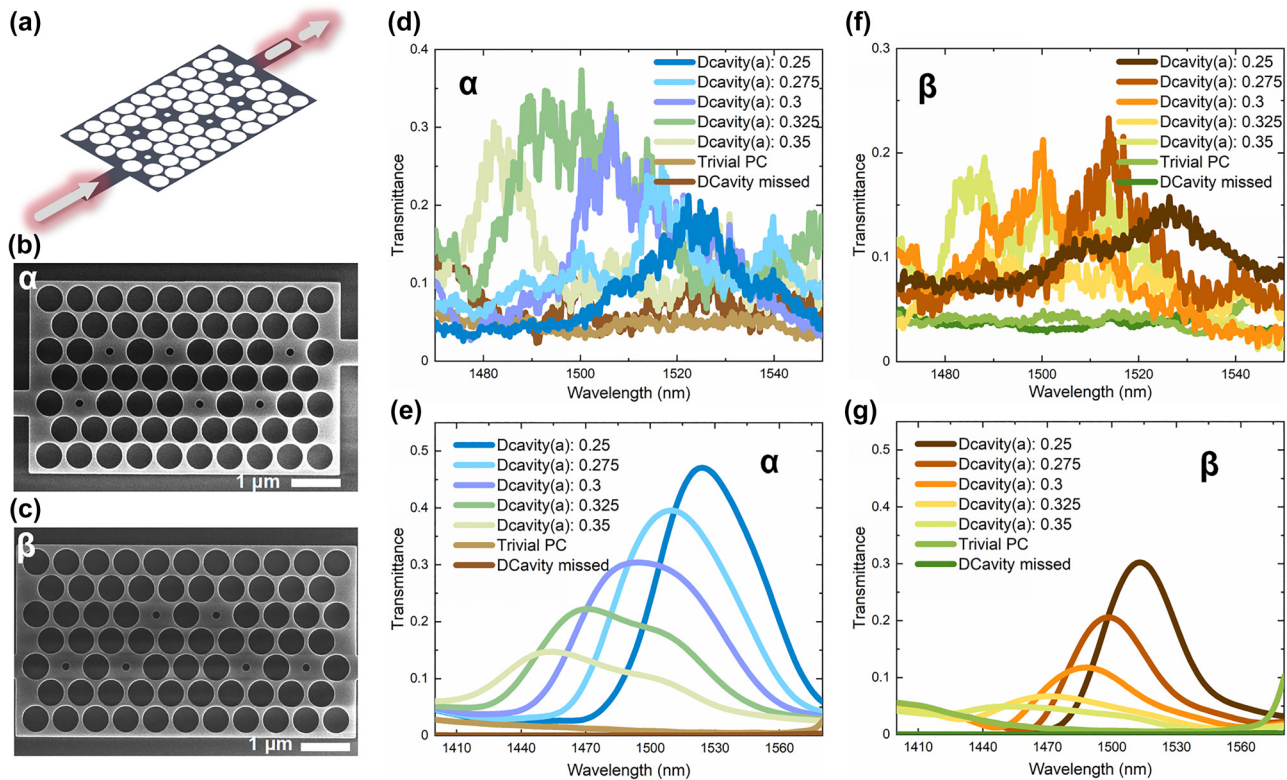 (a)
(b)
α
1 μm
(c)
β
1 μm
(d)
α
Dcavity(a): 0.25
Dcavity(a): 0.275
Dcavity(a): 0.3
Dcavity(a): 0.325
Dcavity(a): 0.35
Trivial PC
DCavity missed
Transmittance
0.4
0.3
0.2
0.1
0
1480
1500
1520
1540
Wavelength (nm)
(e)
α
Dcavity(a): 0.25
Dcavity(a): 0.275
Dcavity(a): 0.3
Dcavity(a): 0.325
Dcavity(a): 0.35
Trivial PC
DCavity missed
Transmittance
0.5
0.4
0.3
0.2
0.1
0
1410
1440
1470
1500
1530
1560
Wavelength (nm)
(f)
β
Dcavity(a): 0.25
Dcavity(a): 0.275
Dcavity(a): 0.3
Dcavity(a): 0.325
Dcavity(a): 0.35
Trivial PC
DCavity missed
Transmittance
0.3
0.2
0.1
0
1480
1500
1520
1540
Wavelength (nm)
(g)
β
Dcavity(a): 0.25
Dcavity(a): 0.275
Dcavity(a): 0.3
Dcavity(a): 0.325
Dcavity(a): 0.35
Trivial PC
DCavity missed
Transmittance
0.5
0.4
0.3
0.2
0.1
0
1410
1440
1470
1500
1530
1560
Wavelength (nm)